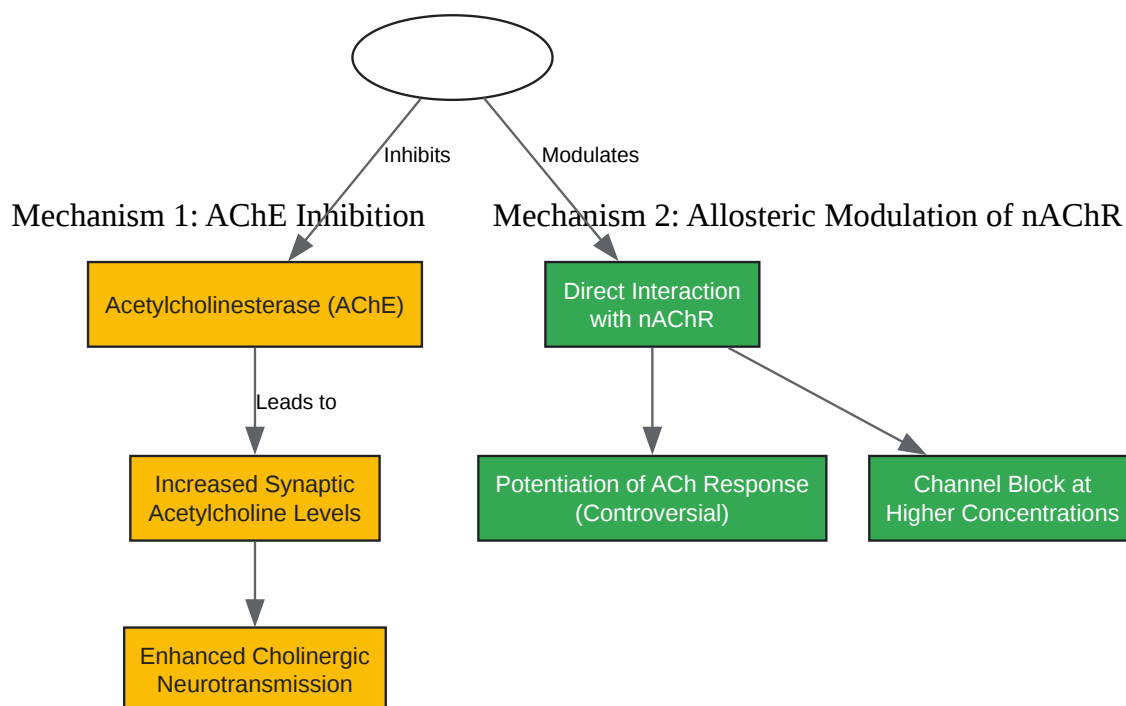 Inhibits
Modulates
Mechanism 1: AChE Inhibition
Mechanism 2: Allosteric Modulation of nAChR
Acetylcholinesterase (AChE)
Direct Interaction
with nAChR
Leads to
Increased Synaptic
Acetylcholine Levels
Potentiation of ACh Response
(Controversial)
Channel Block at
Higher Concentrations
Enhanced Cholinergic
Neurotransmission